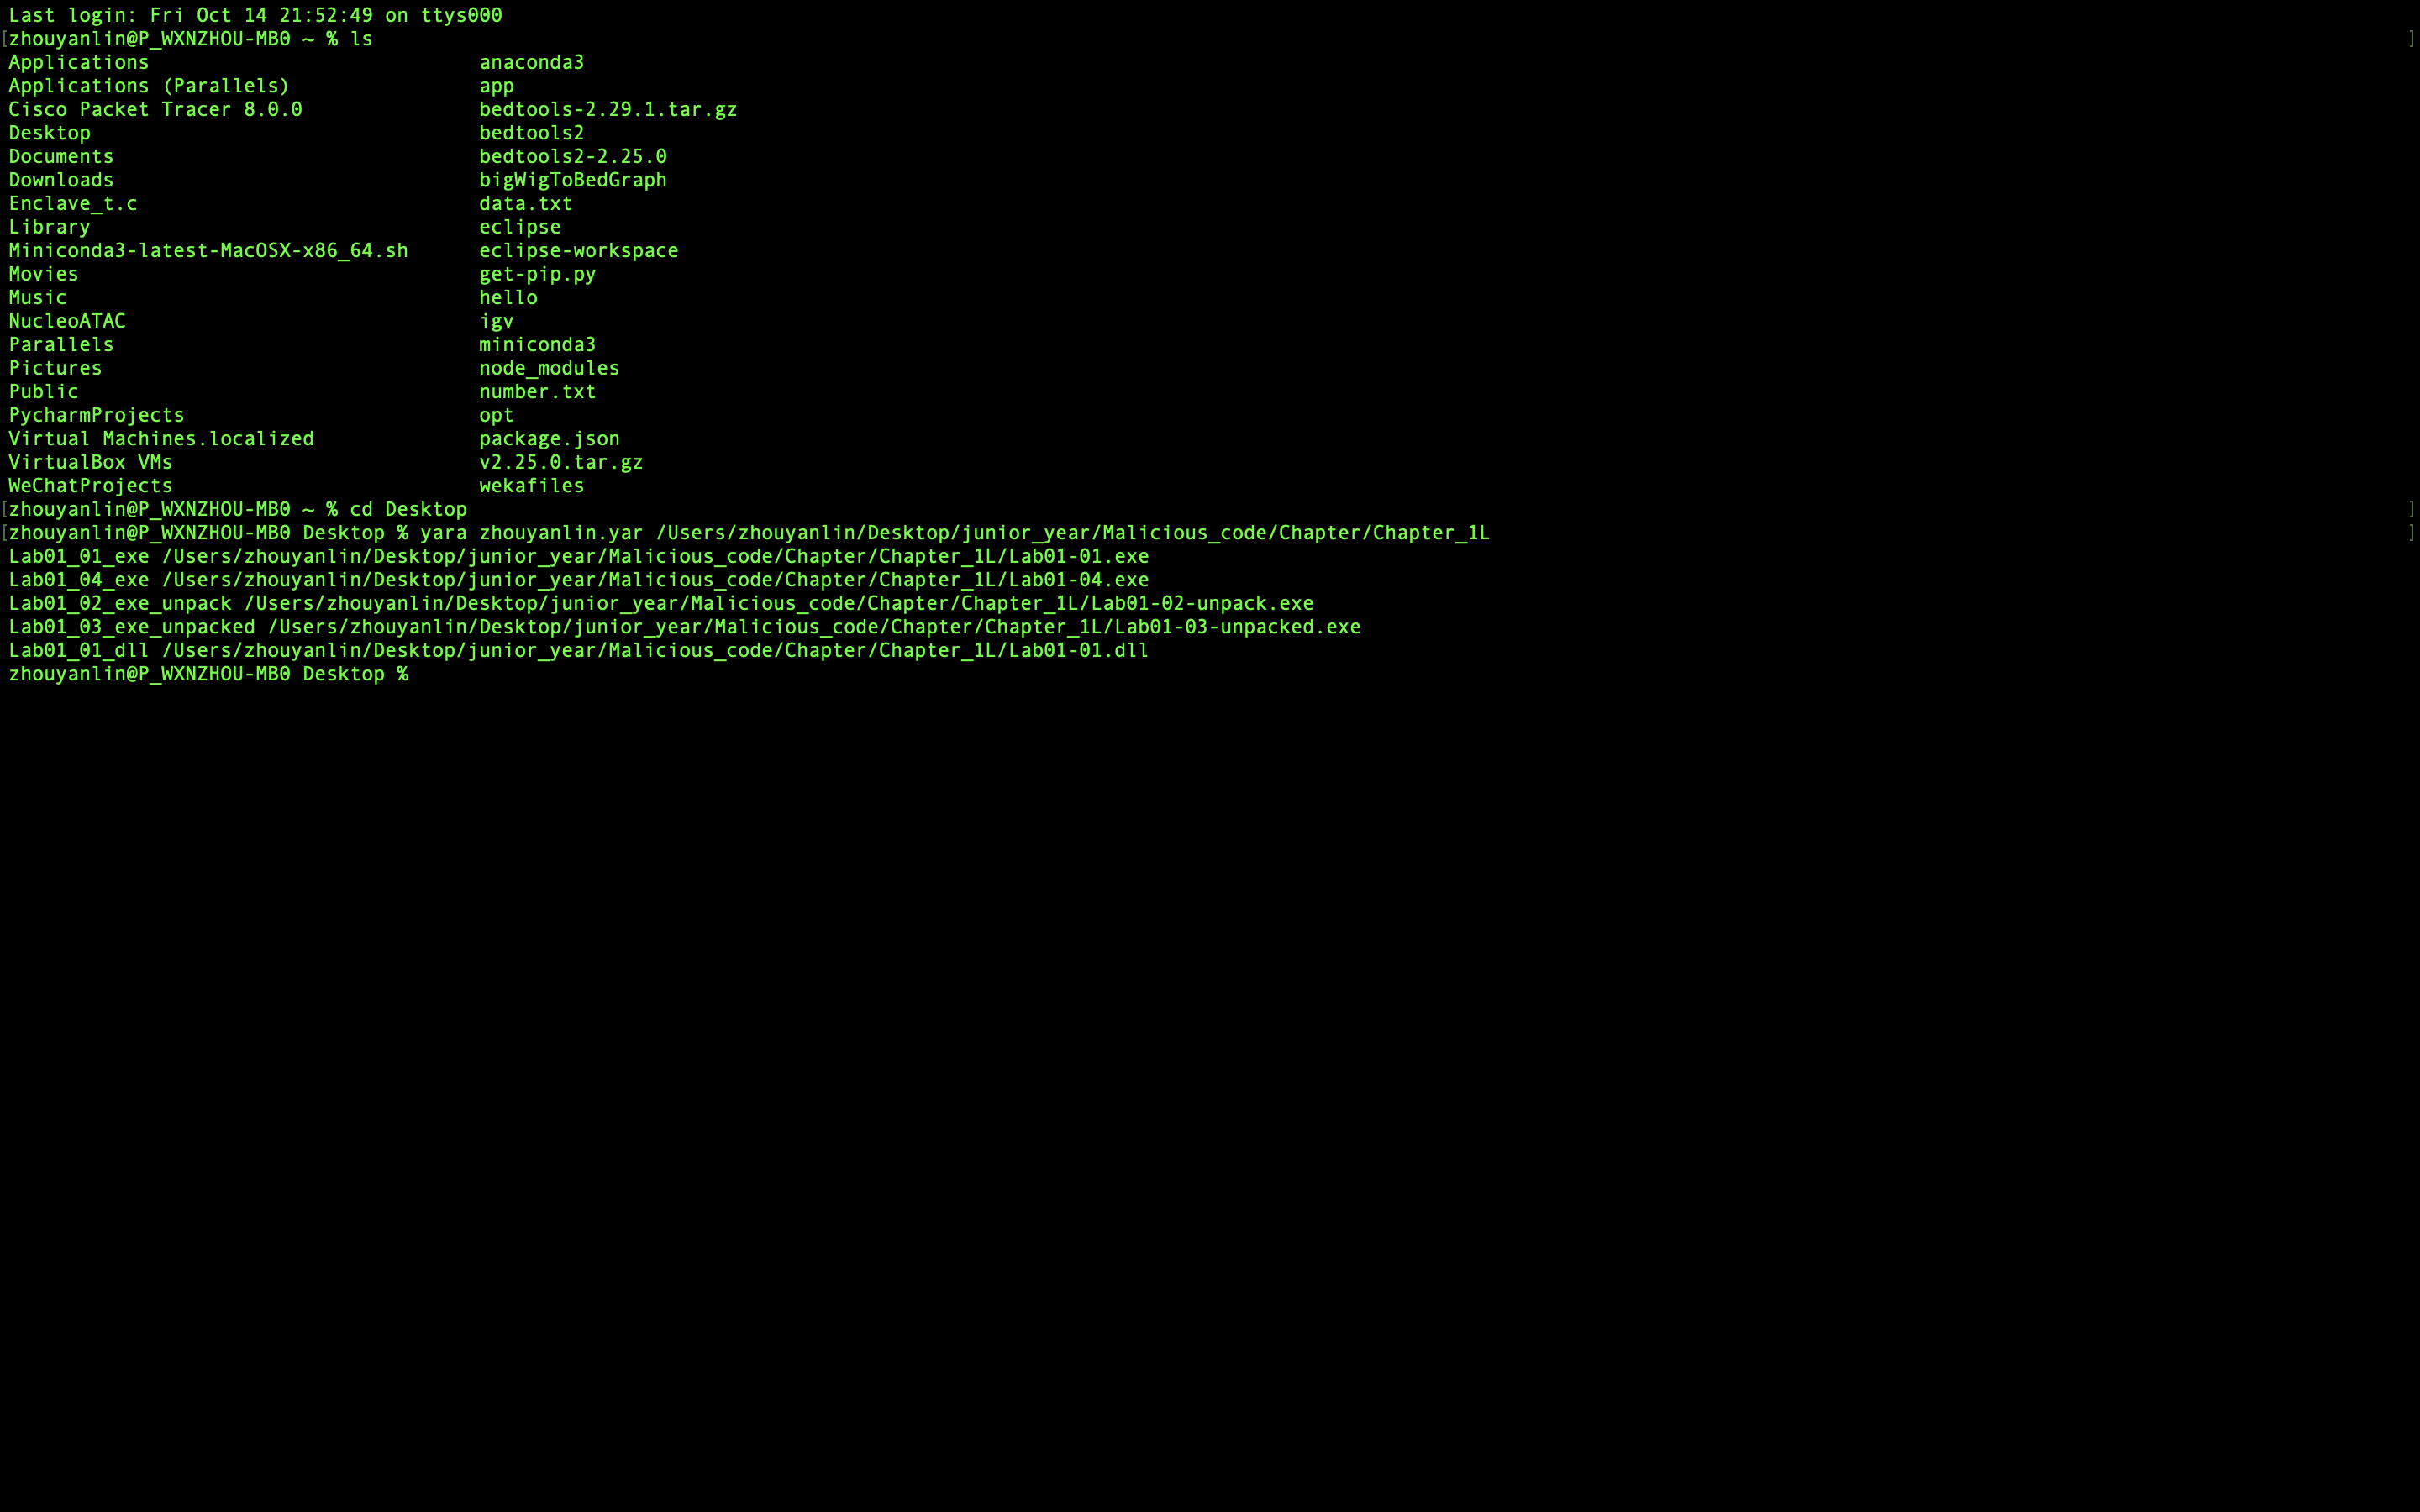 Last login: Fri Oct 14 21:52:49 on ttys000
[zhouyanlin@P_WXNZHOU-MB0 ~ % ls ]
Applications anaconda3
Applications (Parallels) app
Cisco Packet Tracer 8.0.0 bedtools-2.29.1.tar.gz
Desktop bedtools2
Documents bedtools2-2.25.0
Downloads bigWigToBedGraph
Enclave_t.c data.txt
Library eclipse
Miniconda3-latest-MacOSX-x86_64.sh eclipse-workspace
Movies get-pip.py
Music hello
NucleoATAC igv
Parallels miniconda3
Pictures node_modules
Public number.txt
PycharmProjects opt
Virtual Machines.localized package.json
VirtualBox VMs v2.25.0.tar.gz
WeChatProjects wekafiles
[zhouyanlin@P_WXNZHOU-MB0 ~ % cd Desktop ]
[zhouyanlin@P_WXNZHOU-MB0 Desktop % yara zhouyanlin.yar /Users/zhouyanlin/Desktop/junior_year/Malicious_code/Chapter/Chapter_1L ]
Lab01_01_exe /Users/zhouyanlin/Desktop/junior_year/Malicious_code/Chapter/Chapter_1L/Lab01-01.exe
Lab01_04_exe /Users/zhouyanlin/Desktop/junior_year/Malicious_code/Chapter/Chapter_1L/Lab01-04.exe
Lab01_02_exe_unpack /Users/zhouyanlin/Desktop/junior_year/Malicious_code/Chapter/Chapter_1L/Lab01-02-unpack.exe
Lab01_03_exe_unpacked /Users/zhouyanlin/Desktop/junior_year/Malicious_code/Chapter/Chapter_1L/Lab01-03-unpacked.exe
Lab01_01_dll /Users/zhouyanlin/Desktop/junior_year/Malicious_code/Chapter/Chapter_1L/Lab01-01.dll
zhouyanlin@P_WXNZHOU-MB0 Desktop %